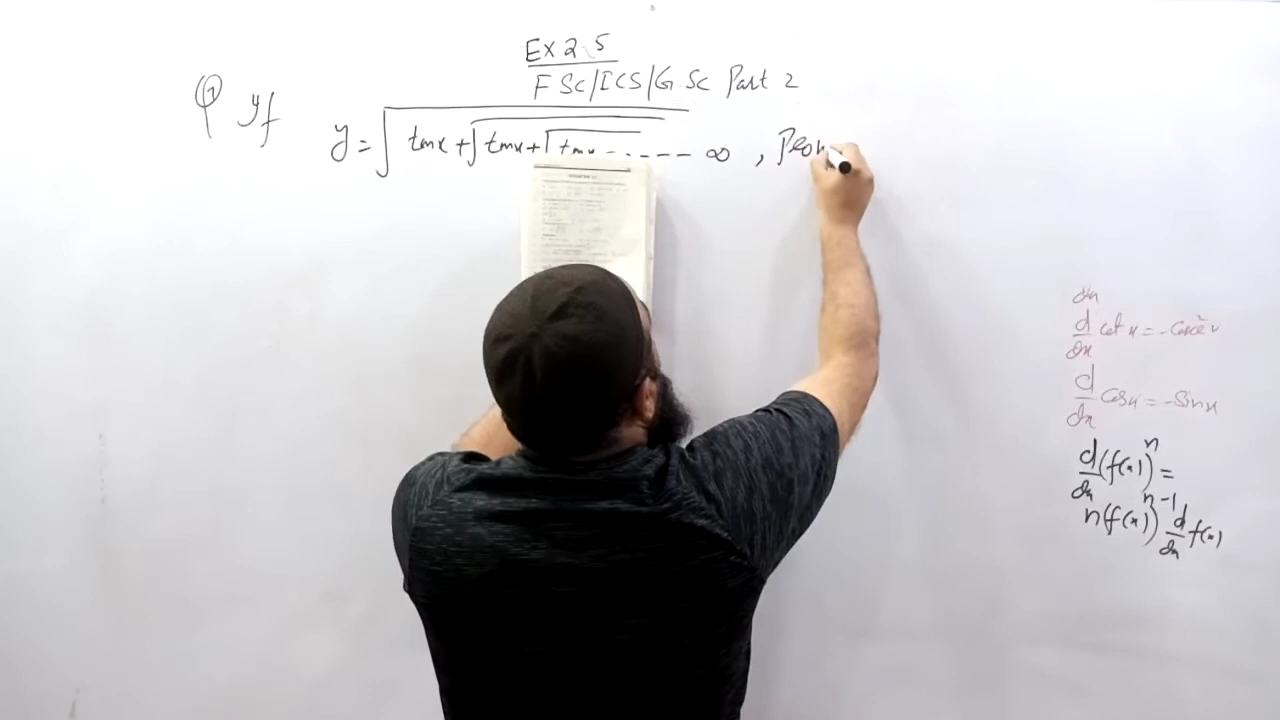 Ex 2.5
FSc/ICS/G.Sc Part 2
Q If y = √(tanx + √(tanx + √(tanx ----- ∞ , Prov
d/dx cot x = -cosec²x
d/dx cosx = -sinx
d/dx (f(x))ⁿ =
n(f(x))ⁿ⁻¹ d/dx f(x)